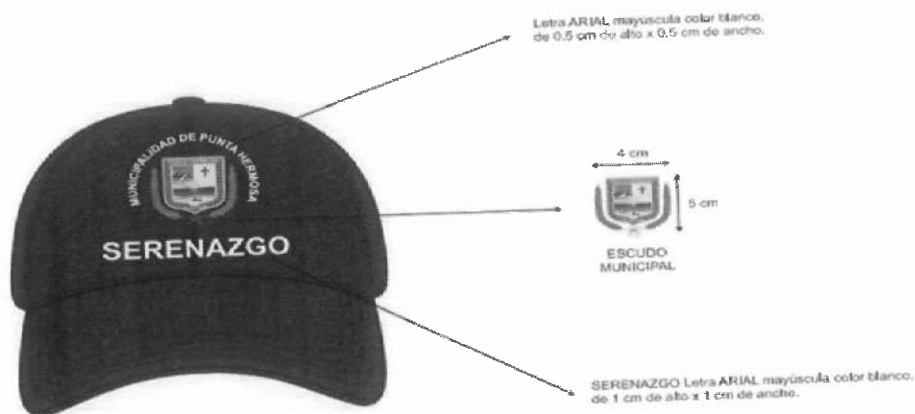 Letra ARIAL mayúscula color blanco,
de 0.5 cm de alto x 0.5 cm de ancho.
MUNICIPALIDAD DE PUNTA HERMOSA
SERENAZGO
4 cm
5 cm
ESCUDO
MUNICIPAL
SERENAZGO Letra ARIAL mayúscula color blanco,
de 1 cm de alto x 1 cm de ancho.